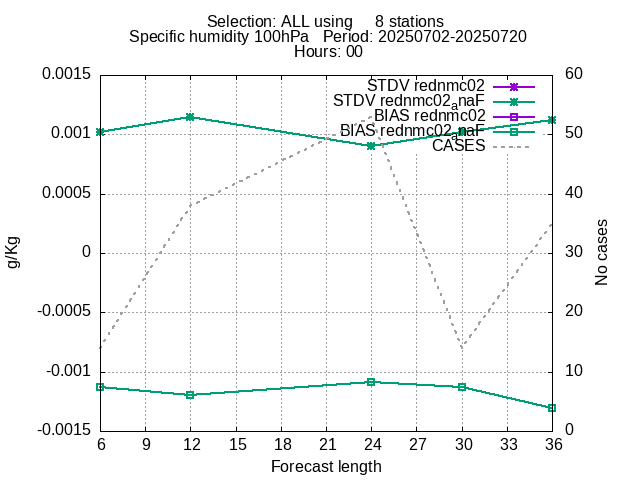 Selection: ALL using 8 stations
Specific humidity 100hPa Period: 20250702-20250720
Hours: 00
STDV rednmc02
STDV rednmc02anaF
BIAS rednmc02
BIAS rednmc02anaF
CASES
0.0015
0.001
0.0005
0
-0.0005
-0.001
-0.0015
g/Kg
60
50
40
30
20
10
0
No cases
6 9 12 15 18 21 24 27 30 33 36
Forecast length